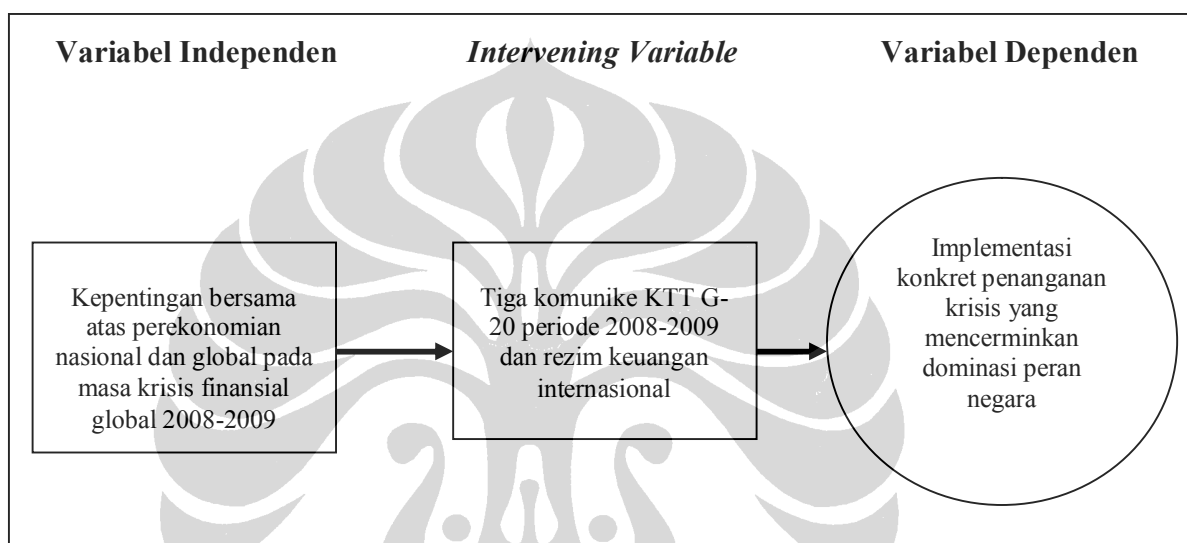 Variabel Independen
Intervening Variable
Variabel Dependen
Kepentingan bersama
atas perekonomian
nasional dan global pada
masa krisis finansial
global 2008-2009
Tiga komunike KTT G-
20 periode 2008-2009
dan rezim keuangan
internasional
Implementasi
konkret penanganan
krisis yang
mencerminkan
dominasi peran
negara